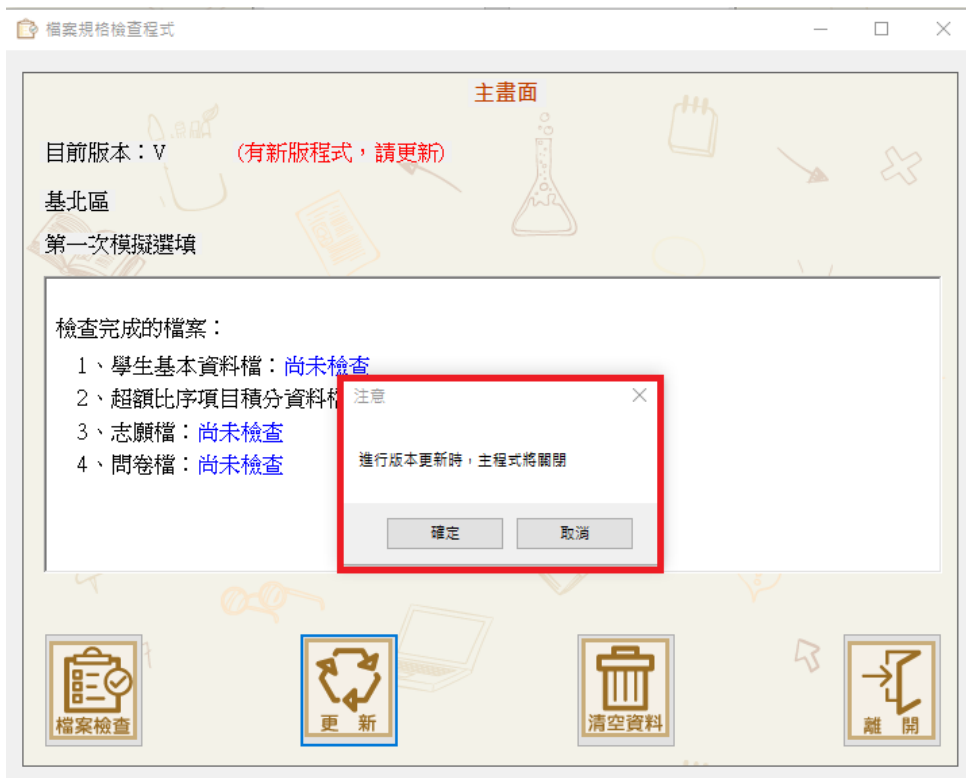 檔案規格檢查程式
主畫面
目前版本：V (有新版程式，請更新)
基北區
第一次模擬選填
檢查完成的檔案：
1、學生基本資料檔：尚未檢查
2、超額比序項目積分資料
3、志願檔：尚未檢查
4、問卷檔：尚未檢查
注意
進行版本更新時，主程式將關閉
確定 取消
檔案檢查 更 新 清空資料 離 開